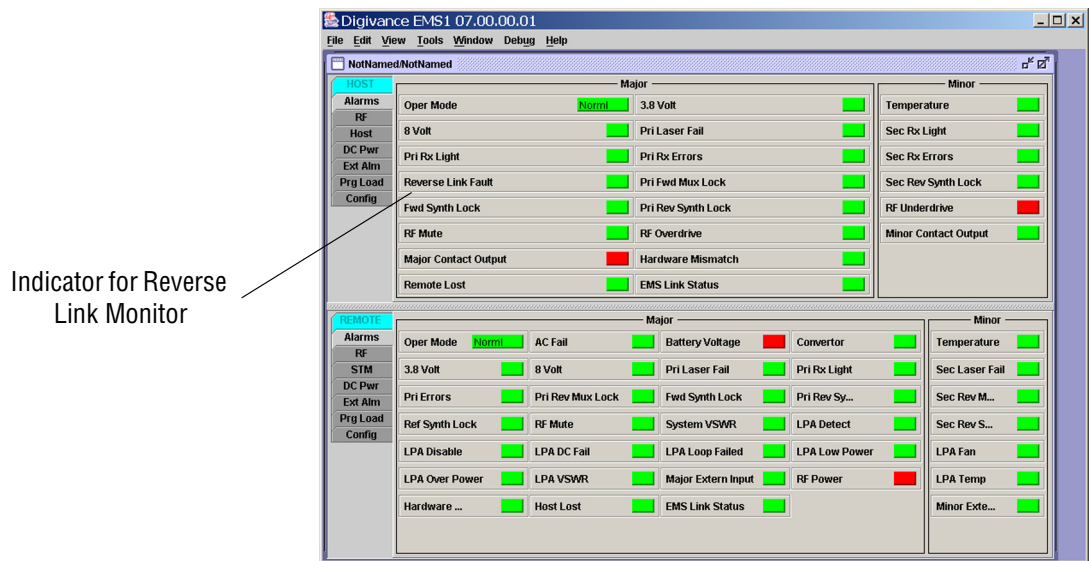 Digivance EMS1 07.00.00.01
File Edit View Tools Window Debug Help
NotNamed/NotNamed
HOST
Alarms
RF
Host
DC Pwr
Ext Alm
Prg Load
Config
Major
Oper Mode Norml 3.8 Volt
8 Volt Pri Laser Fail
Pri Rx Light Pri Rx Errors
Reverse Link Fault Pri Fwd Mux Lock
Fwd Synth Lock Pri Rev Synth Lock
RF Mute RF Overdrive
Major Contact Output Hardware Mismatch
Remote Lost EMS Link Status
Minor
Temperature
Sec Rx Light
Sec Rx Errors
Sec Rev Synth Lock
RF Underdrive
Minor Contact Output
Indicator for Reverse
Link Monitor
REMOTE
Alarms
RF
STM
DC Pwr
Ext Alm
Prg Load
Config
Major
Oper Mode Norml AC Fail Battery Voltage Convertor
3.8 Volt 8 Volt Pri Laser Fail Pri Rx Light
Pri Errors Pri Rev Mux Lock Fwd Synth Lock Pri Rev Sy...
Ref Synth Lock RF Mute System VSWR LPA Detect
LPA Disable LPA DC Fail LPA Loop Failed LPA Low Power
LPA Over Power LPA VSWR Major Extern Input RF Power
Hardware ... Host Lost EMS Link Status
Minor
Temperature
Sec Laser Fail
Sec Rev M...
Sec Rev S...
LPA Fan
LPA Temp
Minor Exte...